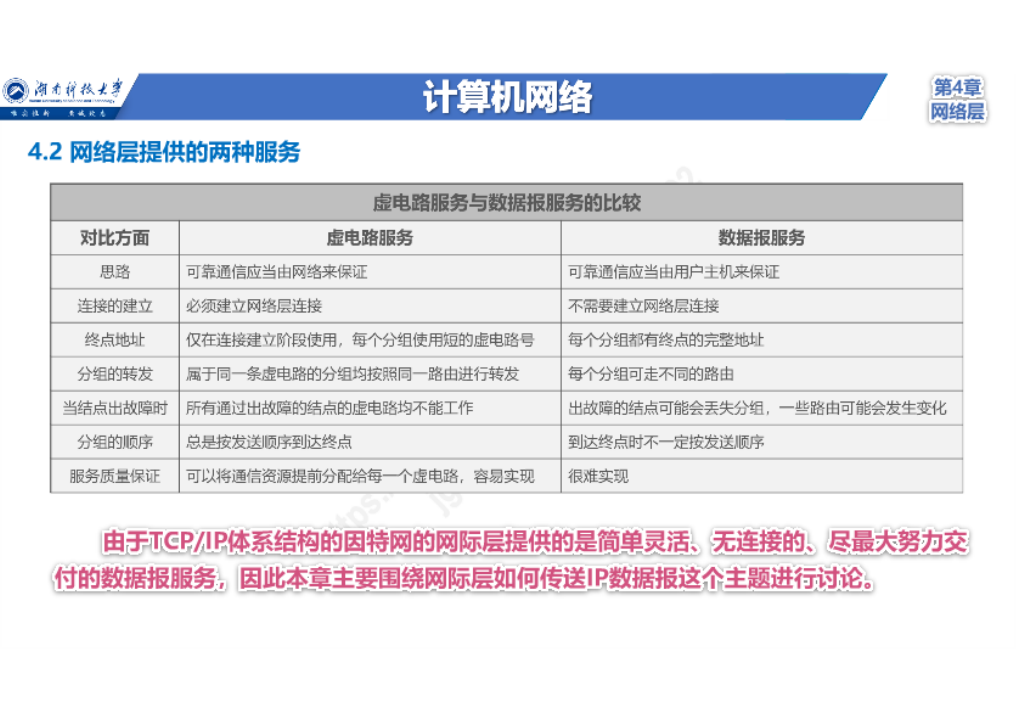 湖南科技大学
计算机网络
第4章
网络层
4.2 网络层提供的两种服务
虚电路服务与数据报服务的比较
对比方面 虚电路服务 数据报服务
思路 可靠通信应当由网络来保证 可靠通信应当由用户主机来保证
连接的建立 必须建立网络层连接 不需要建立网络层连接
终点地址 仅在连接建立阶段使用，每个分组使用短的虚电路号 每个分组都有终点的完整地址
分组的转发 属于同一条虚电路的分组均按照同一路由进行转发 每个分组可走不同的路由
当结点出故障时 所有通过出故障的结点的虚电路均不能工作 出故障的结点可能会丢失分组，一些路由可能会发生变化
分组的顺序 总是按发送顺序到达终点 到达终点时不一定按发送顺序
服务质量保证 可以将通信资源提前分配给每一个虚电路，容易实现 很难实现
由于TCP/IP体系结构的因特网的网际层提供的是简单灵活、无连接的、尽最大努力交
付的数据报服务，因此本章主要围绕网际层如何传送IP数据报这个主题进行讨论。